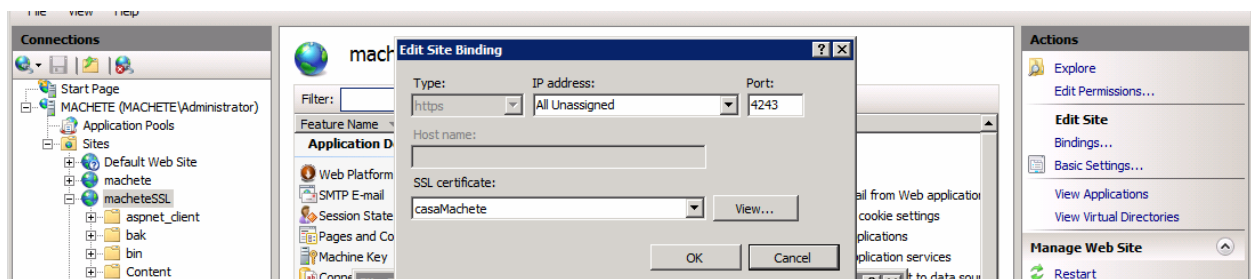 File View Help
Connections
Start Page
MACHETE (MACHETE\Administrator)
Application Pools
Sites
Default Web Site
machete
macheteSSL
aspnet_client
bak
bin
Content
mach
Filter:
Feature Name
Application D
Web Platform
SMTP E-mail
Session State
Pages and Co
Machine Key
Edit Site Binding
Type:
IP address:
Port:
https
All Unassigned
4243
Host name:
SSL certificate:
casaMachete
View...
OK
Cancel
ail from Web application
cookie settings
plications
plication services
t to data sour
Actions
Explore
Edit Permissions...
Edit Site
Bindings...
Basic Settings...
View Applications
View Virtual Directories
Manage Web Site
Restart